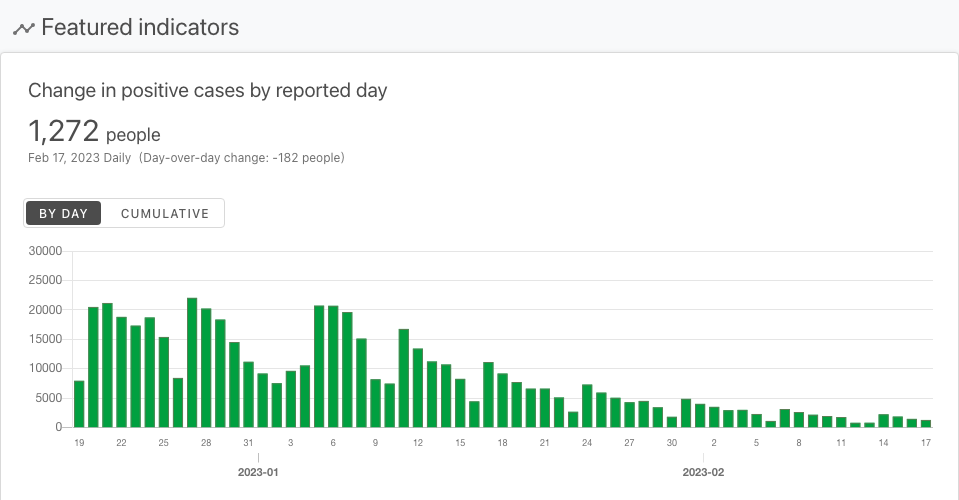 Featured indicators
Change in positive cases by reported day
1,272 people
Feb 17, 2023 Daily (Day-over-day change: -182 people)
BY DAY CUMULATIVE
30000
25000
20000
15000
10000
5000
0
19 22 25 28 31 3 6 9 12 15 18 21 24 27 30 2 5 8 11 14 17
2023-01 2023-02